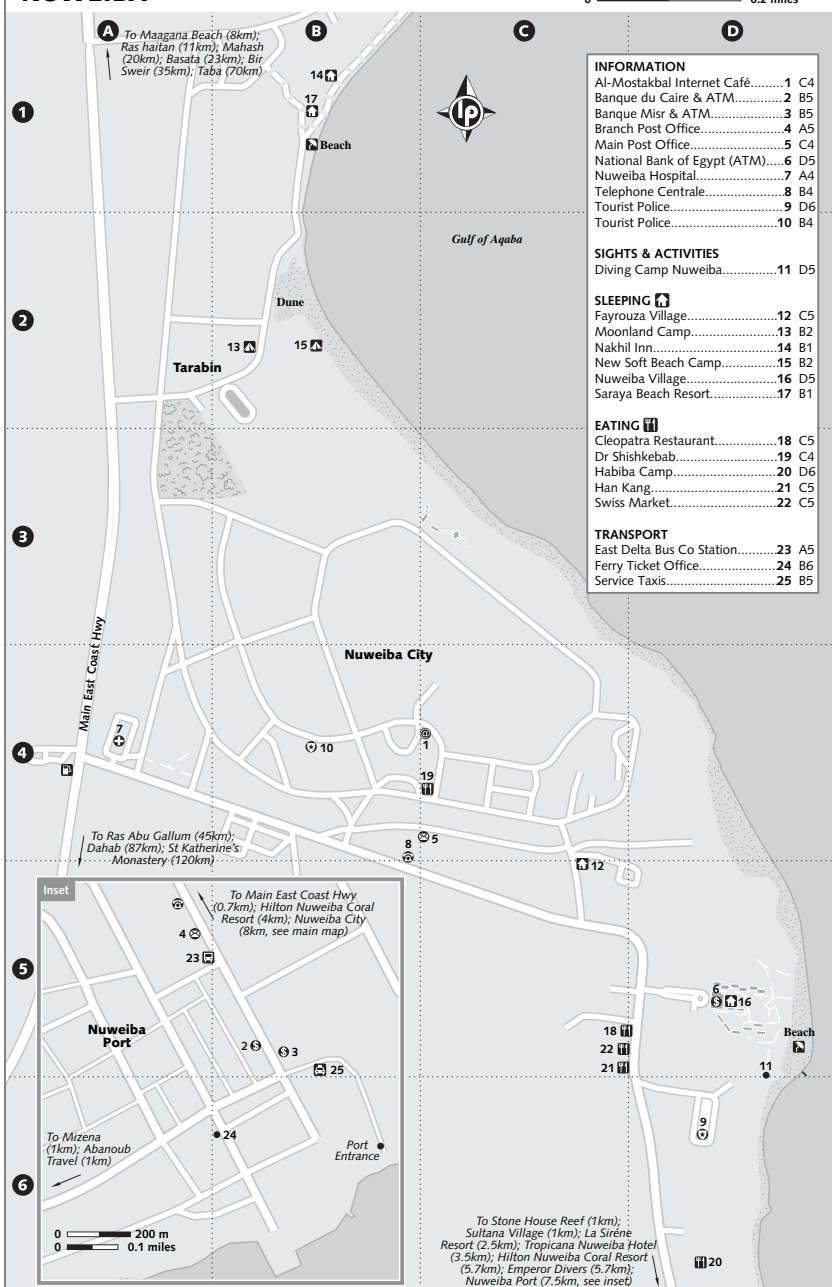 NUWEIBA
0 0.2 miles
A
B
C
D
To Maagana Beach (8km);
Ras haitan (11km); Mahash
(20km); Basata (23km); Bir
Sweir (35km); Taba (70km)
14
17
1
Beach
lp
INFORMATION
Al-Mostakbal Internet Café.........1 C4
Banque du Caire & ATM............2 B5
Banque Misr & ATM..................3 B5
Branch Post Office.....................4 A5
Main Post Office........................5 C4
National Bank of Egypt (ATM).....6 D5
Nuweiba Hospital......................7 A4
Telephone Centrale....................8 B4
Tourist Police.............................9 D6
Tourist Police...........................10 B4
SIGHTS & ACTIVITIES
Diving Camp Nuweiba.............11 D5
SLEEPING
Fayrouza Village.......................12 C5
Moonland Camp......................13 B2
Nakhil Inn................................14 B1
New Soft Beach Camp.............15 B2
Nuweiba Village.......................16 D5
Saraya Beach Resort.................17 B1
EATING
Cleopatra Restaurant................18 C5
Dr Shishkebab.........................19 C4
Habiba Camp..........................20 D6
Han Kang................................21 C5
Swiss Market...........................22 C5
TRANSPORT
East Delta Bus Co Station..........23 A5
Ferry Ticket Office....................24 B6
Service Taxis............................25 B5
Gulf of Aqaba
2
Dune
13
15
Tarabin
3
Main East Coast Hwy
Nuweiba City
7
4
10
@
1
19
5
8
To Ras Abu Gallum (45km);
Dahab (87km); St Katherine's
Monastery (120km)
12
Inset
To Main East Coast Hwy
(0.7km); Hilton Nuweiba Coral
Resort (4km); Nuweiba City
(8km, see main map)
4
23
5
Nuweiba
Port
2 $
$ 3
25
6
$ 16
18
22
21
Beach
11
9
24
To Mizena
(1km); Abanoub
Travel (1km)
Port
Entrance
6
0 200 m
0 0.1 miles
To Stone House Reef (1km);
Sultana Village (1km); La Siréne
Resort (2.5km); Tropicana Nuweiba Hotel
(3.5km); Hilton Nuweiba Coral Resort
(5.7km); Emperor Divers (5.7km);
Nuweiba Port (7.5km, see inset)
20